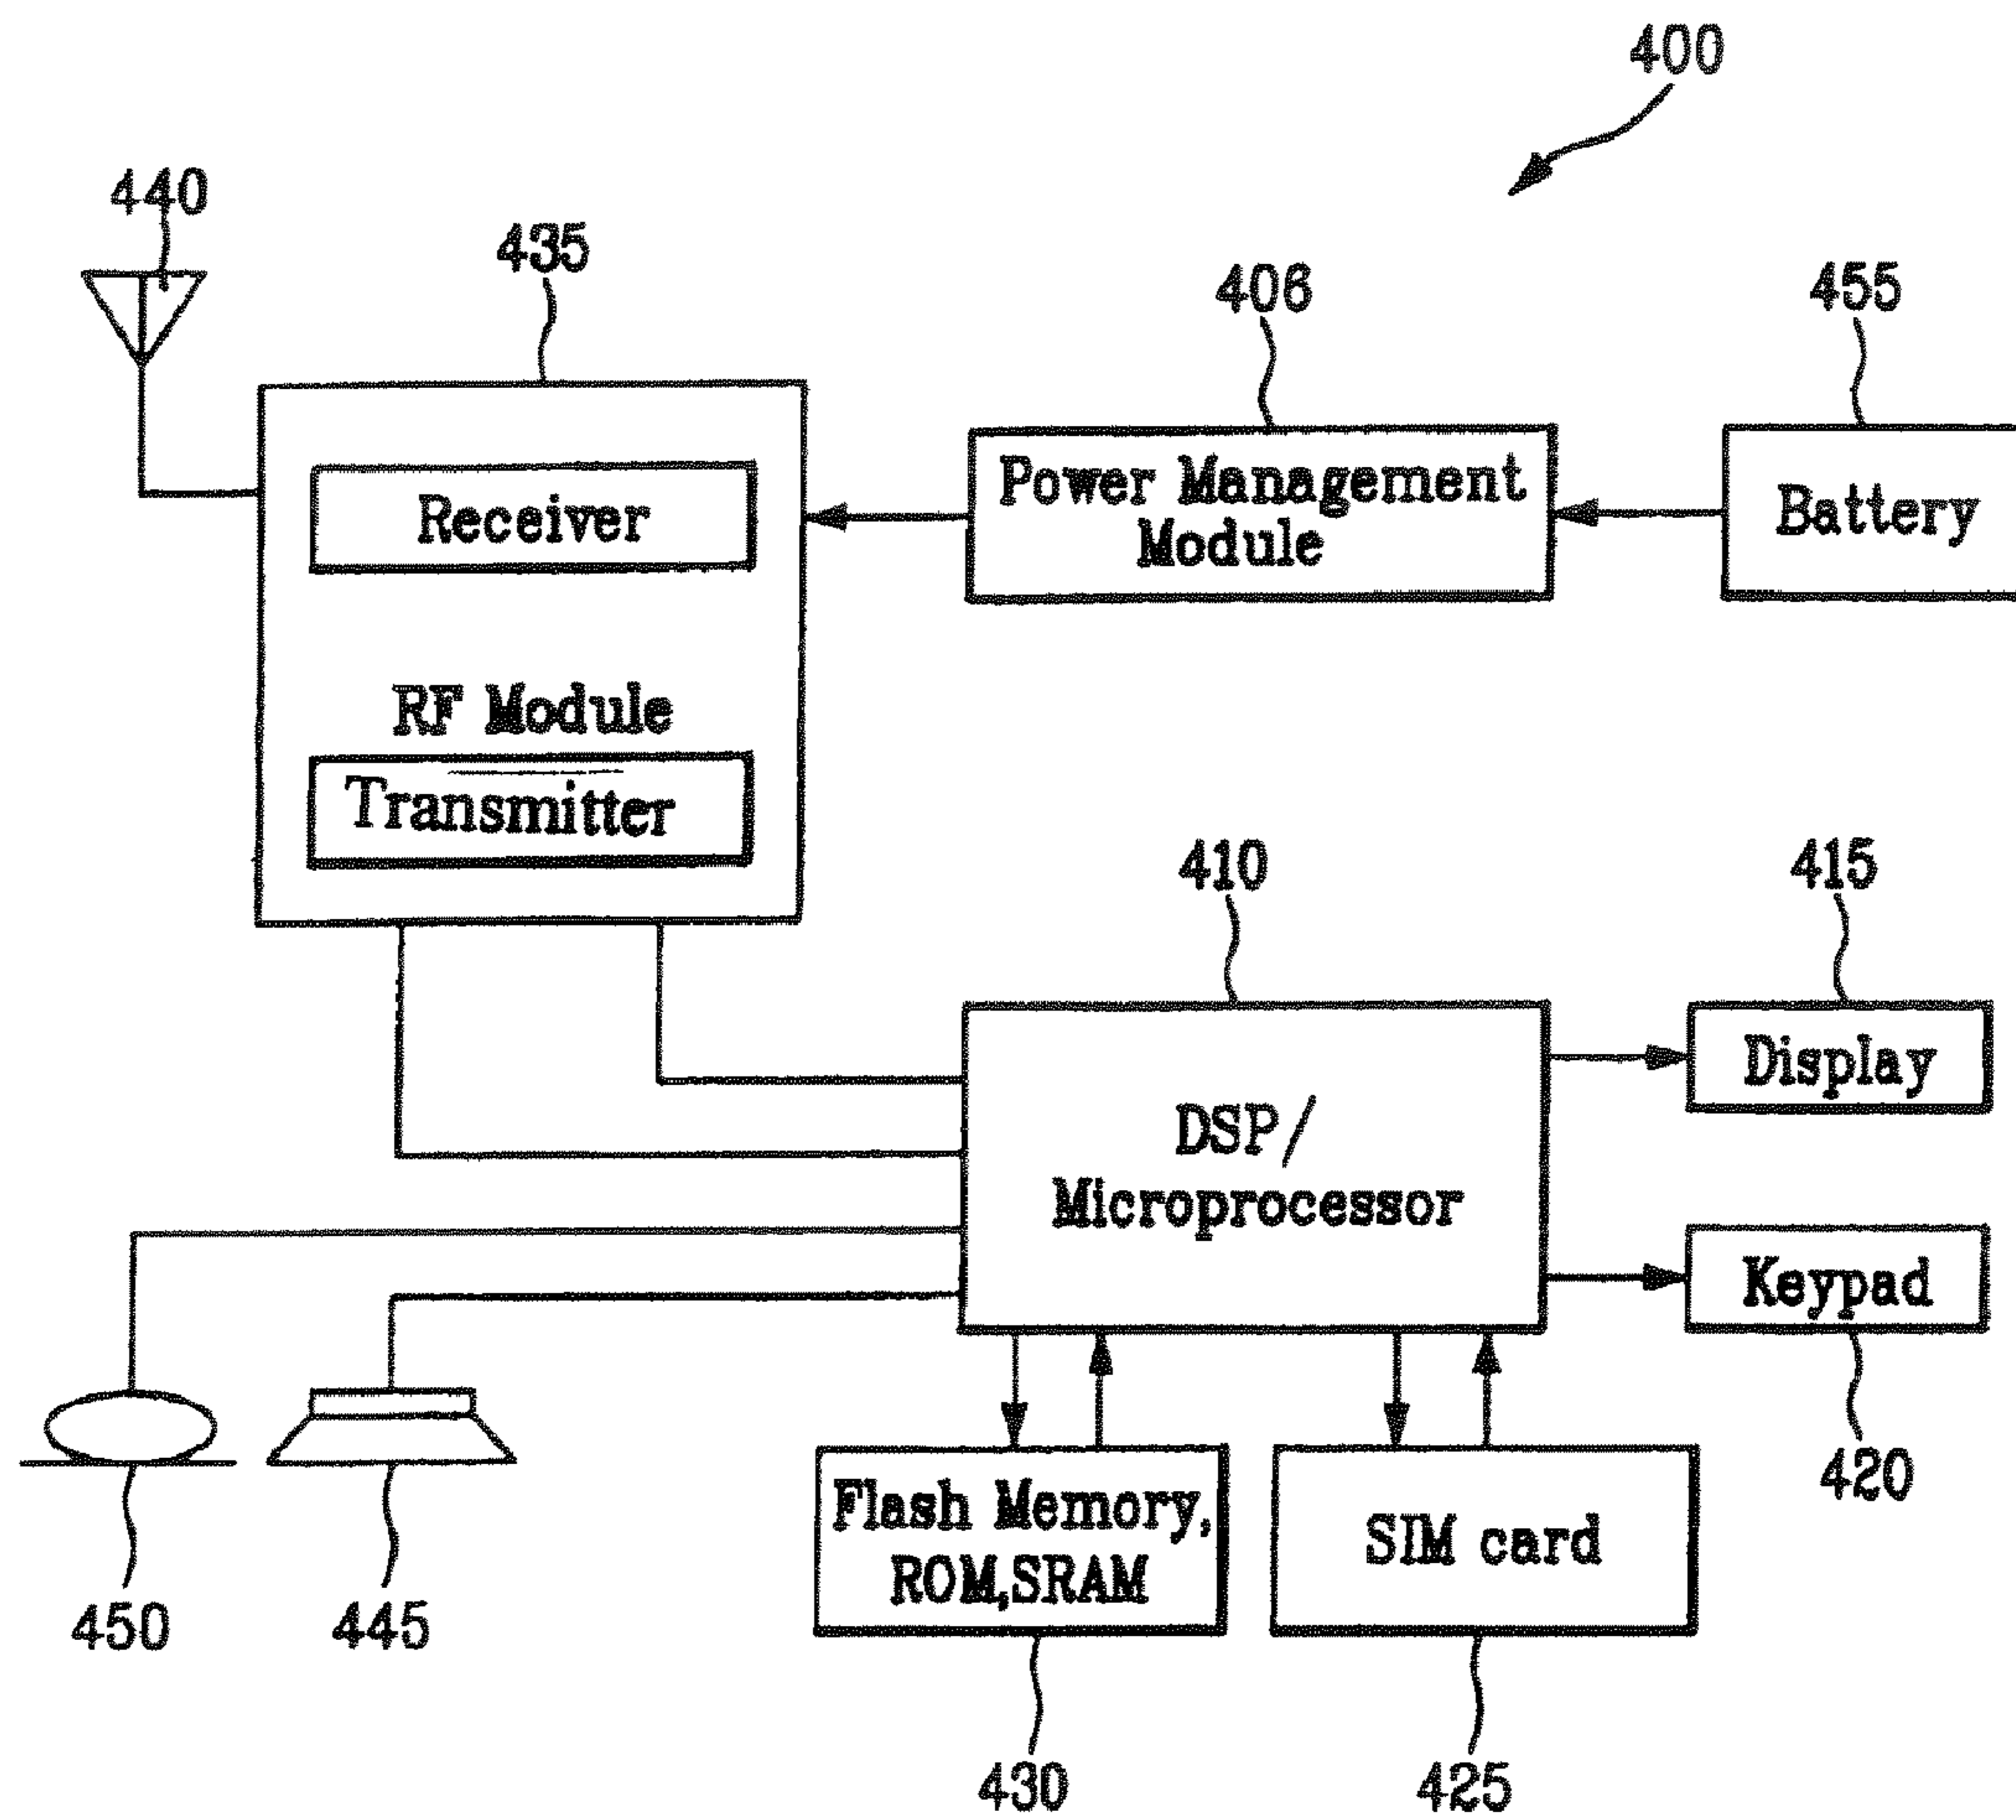 400
440
435
406
455
Receiver
Power Management
Module
Battery
RF Module
Transmitter
410
415
DSP/
Microprocessor
Display
Keypad
420
Flash Memory,
ROM,SRAM
SIM card
450
445
430
425